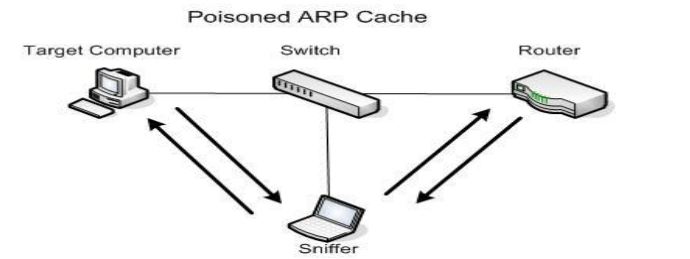 Poisoned ARP Cache
Target Computer Switch Router
Sniffer